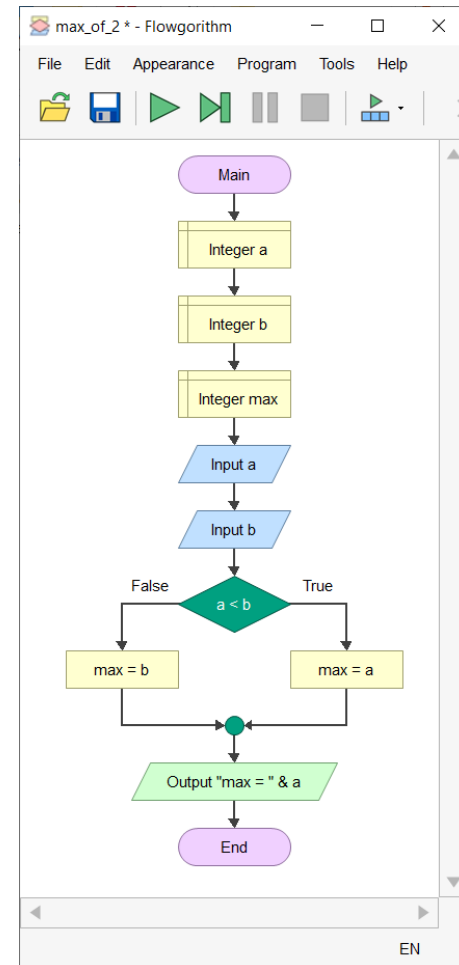 max_of_2 * - Flowgorithm
File Edit Appearance Program Tools Help
Main
Integer a
Integer b
Integer max
Input a
Input b
False True
a < b
max = b max = a
Output "max = " & a
End
EN